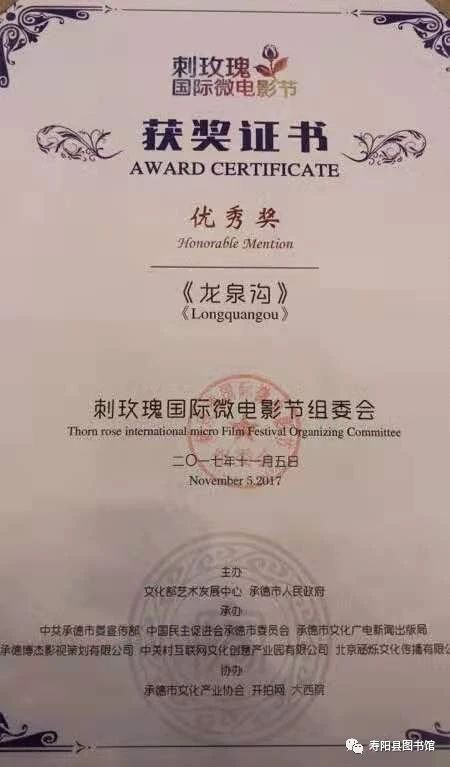 刺玫瑰
国际微电影节
获奖证书
AWARD CERTIFICATE
优秀奖
Honorable Mention
《龙泉沟》
《Longquangou》
刺玫瑰国际微电影节组委会
Thorn rose international micro Film Festival Organizing Committee
二〇一七年十一月五日
November 5.2017
主办
文化部艺术发展中心 承德市人民政府
承办
中共承德市委宣传部 中国民主促进会承德市委员会 承德市文化广电新闻出版局
承德博杰影视策划有限公司 中关村互联网文化创意产业园有限公司 北京涵烁文化传播有限公
协办
承德市文化产业协会 开拍网 大西院
寿阳县图书馆